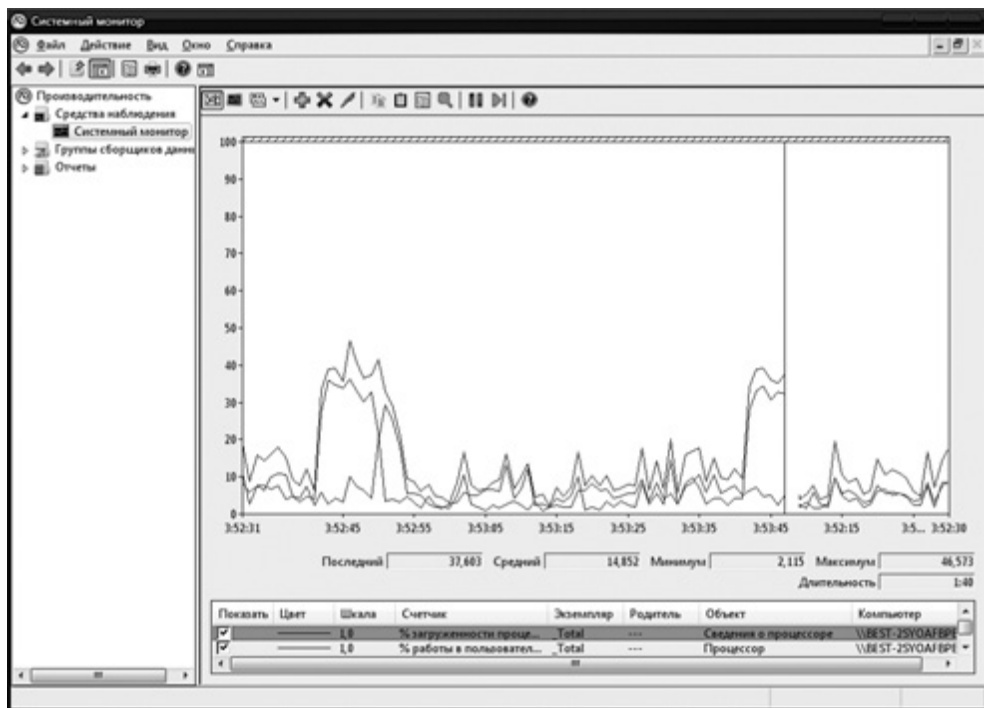 Системный монитор
Файл Действие Вид Окно Справка
Производительность
Средства наблюдения
Системный монитор
Группы сборщиков данн
Отчеты
100
90
80
70
60
50
40
30
20
10
0
3:52:31 3:52:45 3:52:55 3:53:05 3:53:15 3:53:25 3:53:35 3:53:45 3:52:15 3:5... 3:52:30
Последний 37,603 Средний 14,852 Минимум 2,115 Максимум 46,573
Длительность 1:40
Показать Цвет Шкала Счетчик Экземпляр Родитель Объект Компьютер
1,0 % загруженности проце... _Total --- Сведения о процессоре \\BEST-2SYOAFBPE
1,0 % работы в пользовател... _Total --- Процессор \\BEST-2SYOAFBPE